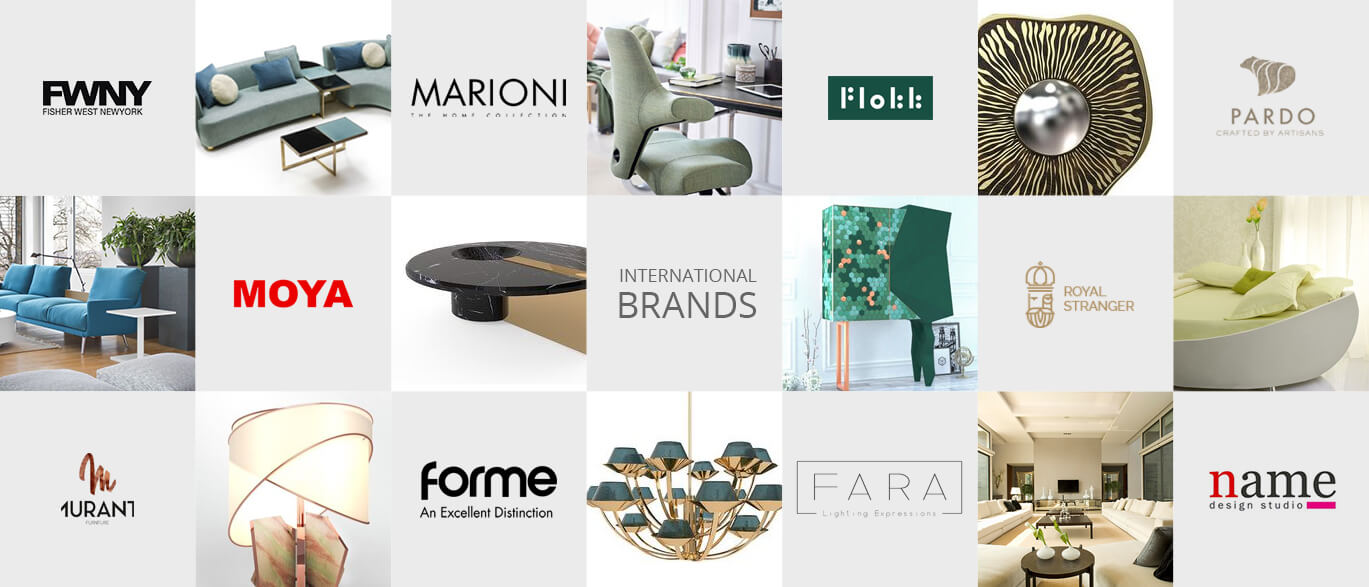 FWNY
FISHER WEST NEWYORK
MARIONI
THE HOME COLLECTION
Flokk
PARDO
CRAFTED BY ARTISANS
MOYA
INTERNATIONAL
BRANDS
ROYAL
STRANGER
MURANT
FURNITURE
forme
An Excellent Distinction
FARA
Lighting Expressions
name
design studio